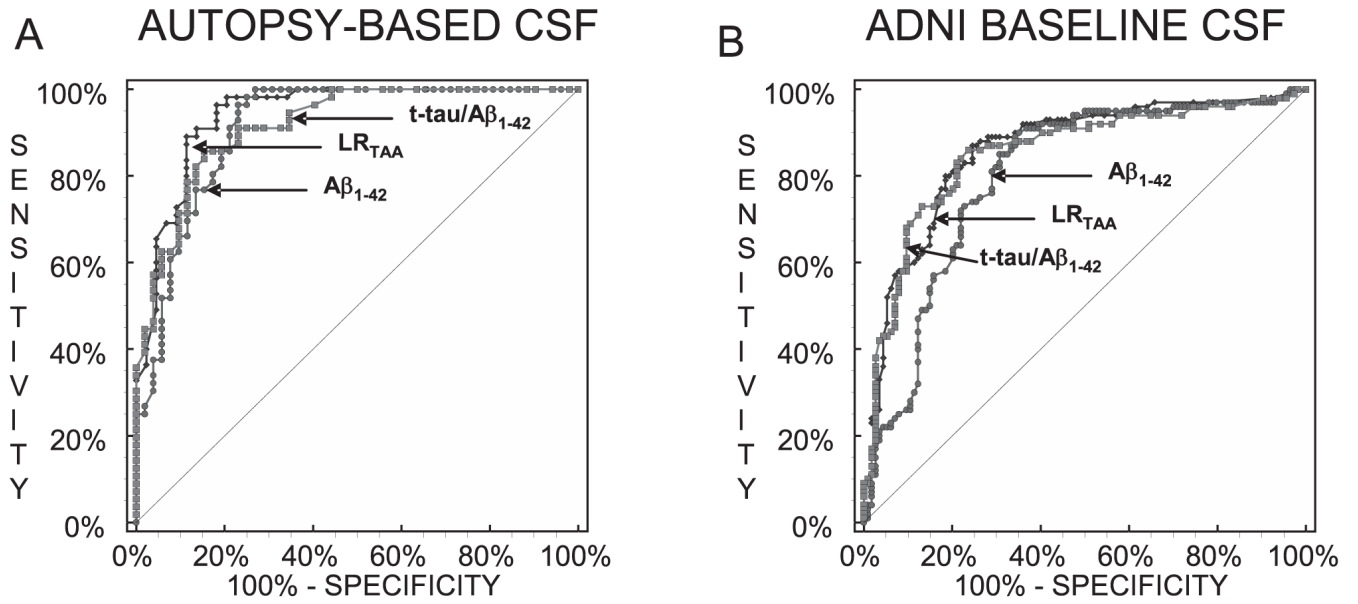 A AUTOPSY-BASED CSF
SENSITIVITY
100%
80%
60%
40%
20%
0%
t-tau/Aβ1-42
LRTAA
Aβ1-42
0% 20% 40% 60% 80% 100%
100% - SPECIFICITY
B ADNI BASELINE CSF
SENSITIVITY
100%
80%
60%
40%
20%
0%
Aβ1-42
LRTAA
t-tau/Aβ1-42
0% 20% 40% 60% 80% 100%
100% - SPECIFICITY